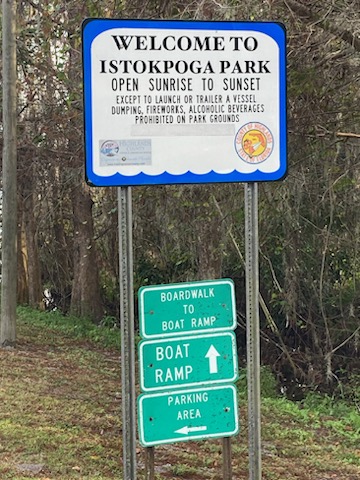 WELCOME TO
ISTOKPOGA PARK
OPEN SUNRISE TO SUNSET
EXCEPT TO LAUNCH OR TRAILER A VESSEL
DUMPING, FIREWORKS, ALCOHOLIC BEVERAGES
PROHIBITED ON PARK GROUNDS
BOARDWALK
TO
BOAT RAMP
BOAT
RAMP
PARKING
AREA